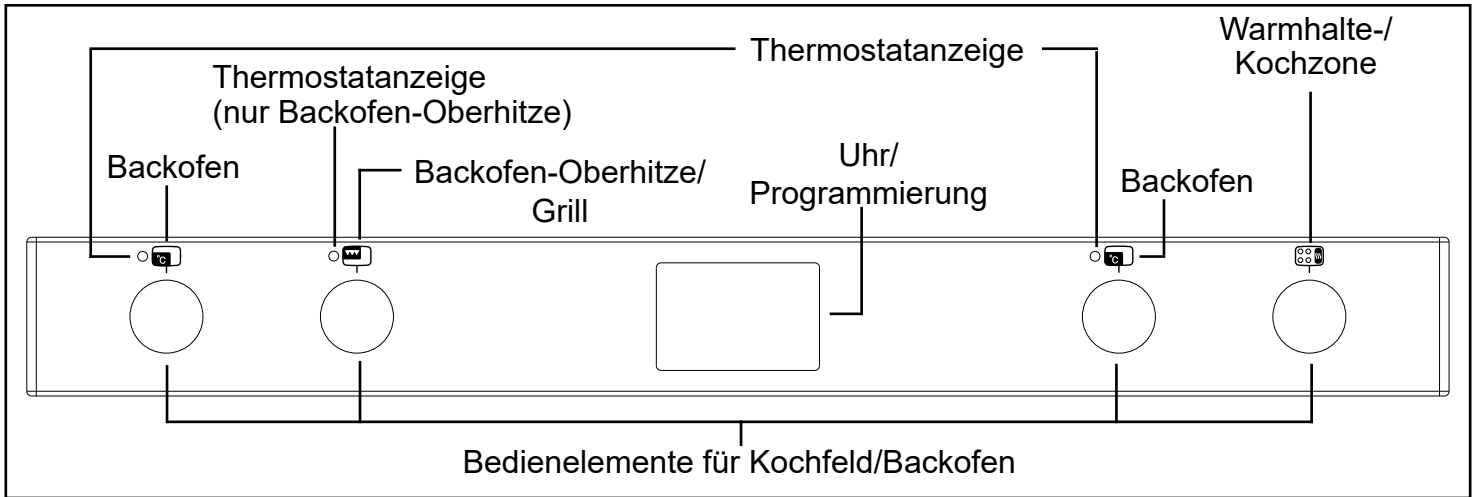 Thermostatanzeige
Warmhalte-/
Kochzone
Thermostatanzeige
(nur Backofen-Oberhitze)
Backofen
Backofen-Oberhitze/
Grill
Uhr/
Programmierung
Backofen
°C
°C
Bedienelemente für Kochfeld/Backofen